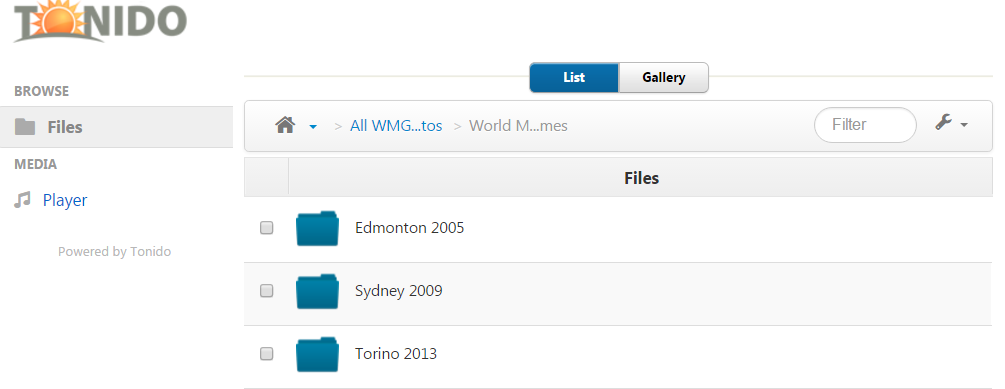 TONIDO
BROWSE
Files
MEDIA
Player
Powered by Tonido
List Gallery
> All WMG...tos > World M...mes Filter
Files
Edmonton 2005
Sydney 2009
Torino 2013